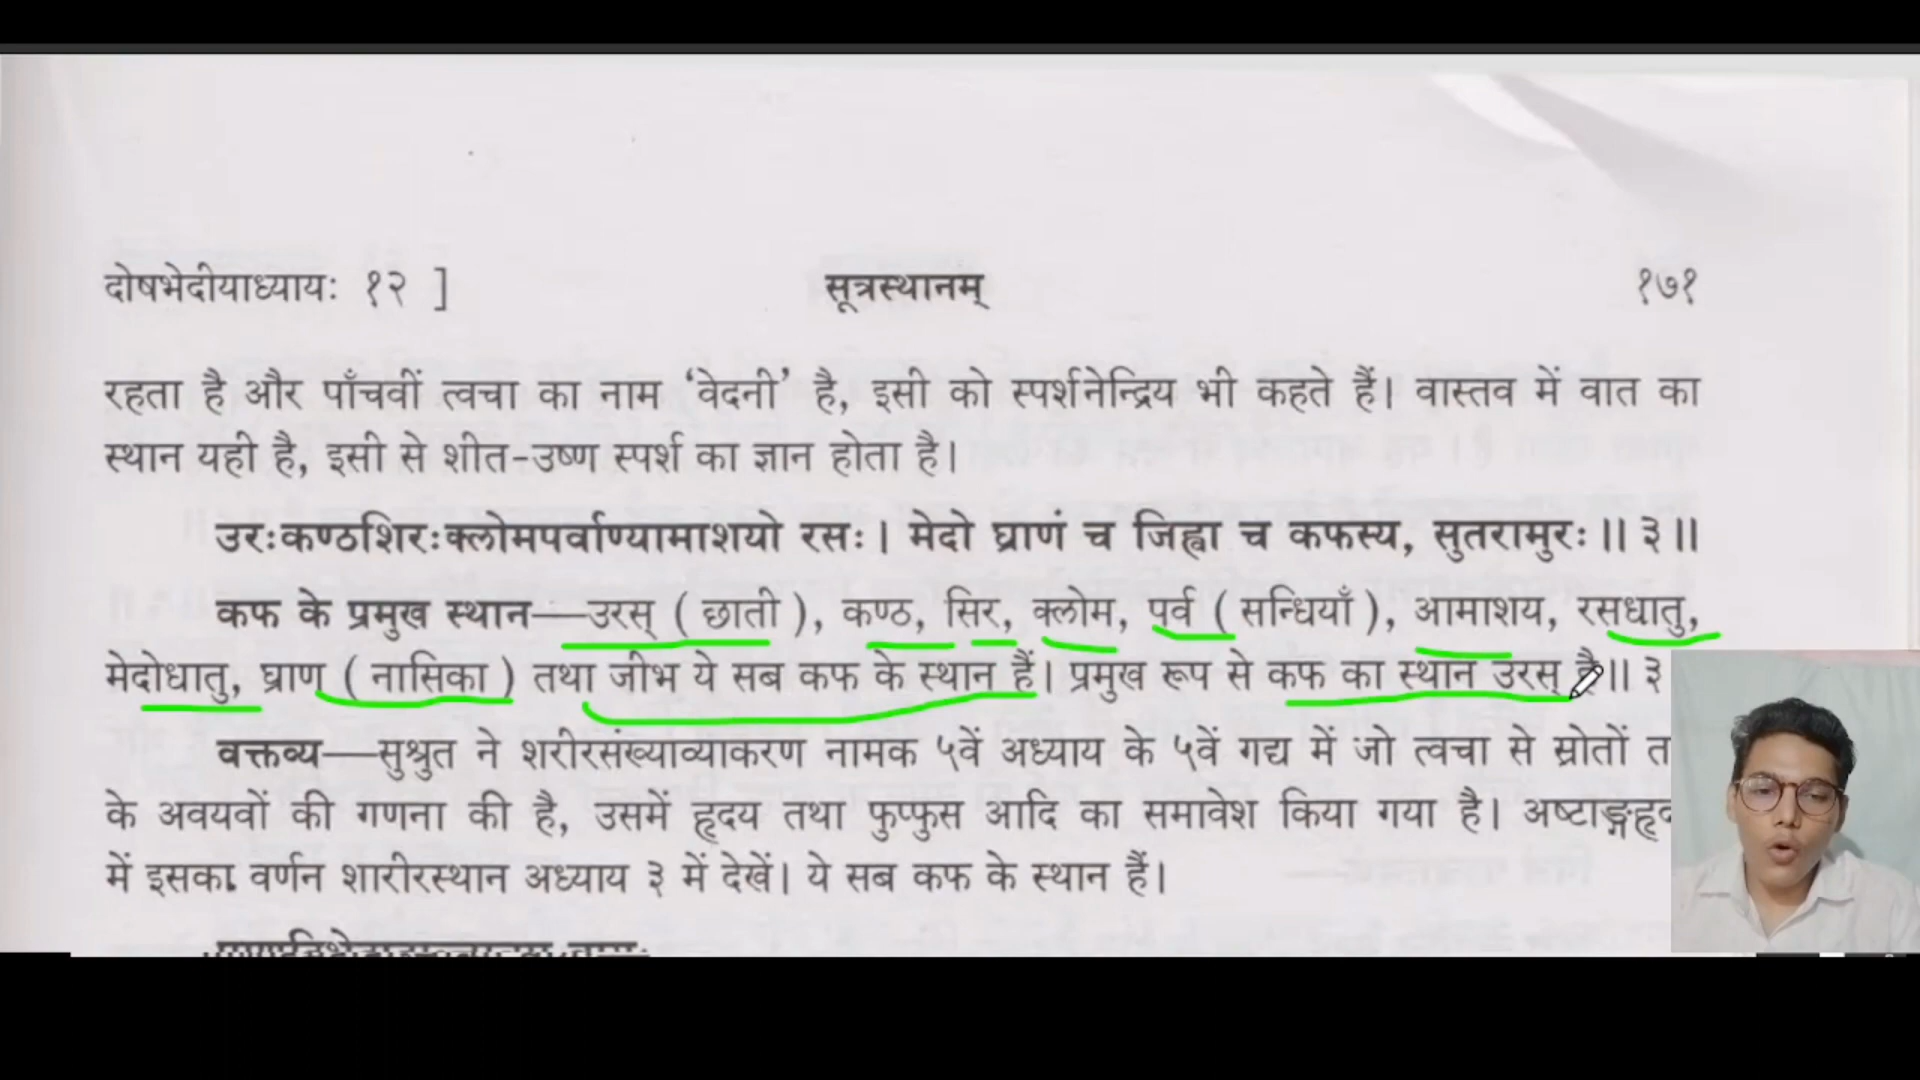 दोषभेदीयाध्यायः १२ ] सूत्रस्थानम् १७१
रहता है और पाँचवीं त्वचा का नाम ‘वेदनी’ है, इसी को स्पर्शनेन्द्रिय भी कहते हैं। वास्तव में वात का
स्थान यही है, इसी से शीत-उष्ण स्पर्श का ज्ञान होता है।
उरःकण्ठशिरःक्लोमपर्वाण्यामाशयो रसः। मेदो घ्राणं च जिह्वा च कफस्य, सुतरामुरः॥ ३॥
कफ के प्रमुख स्थान—उरस् ( छाती ), कण्ठ, सिर, क्लोम, पर्व ( सन्धियाँ ), आमाशय, रसधातु,
मेदोधातु, घ्राण ( नासिका ) तथा जीभ ये सब कफ के स्थान हैं। प्रमुख रूप से कफ का स्थान उरस् है॥ ३
वक्तव्य—सुश्रुत ने शरीरसंख्याव्याकरण नामक ५वें अध्याय के ५वें गद्य में जो त्वचा से स्रोतों
के अवयवों की गणना की है, उसमें हृदय तथा फुप्फुस आदि का समावेश किया गया है।
में इसका वर्णन शारीरस्थान अध्याय ३ में देखें। ये सब कफ के स्थान हैं।